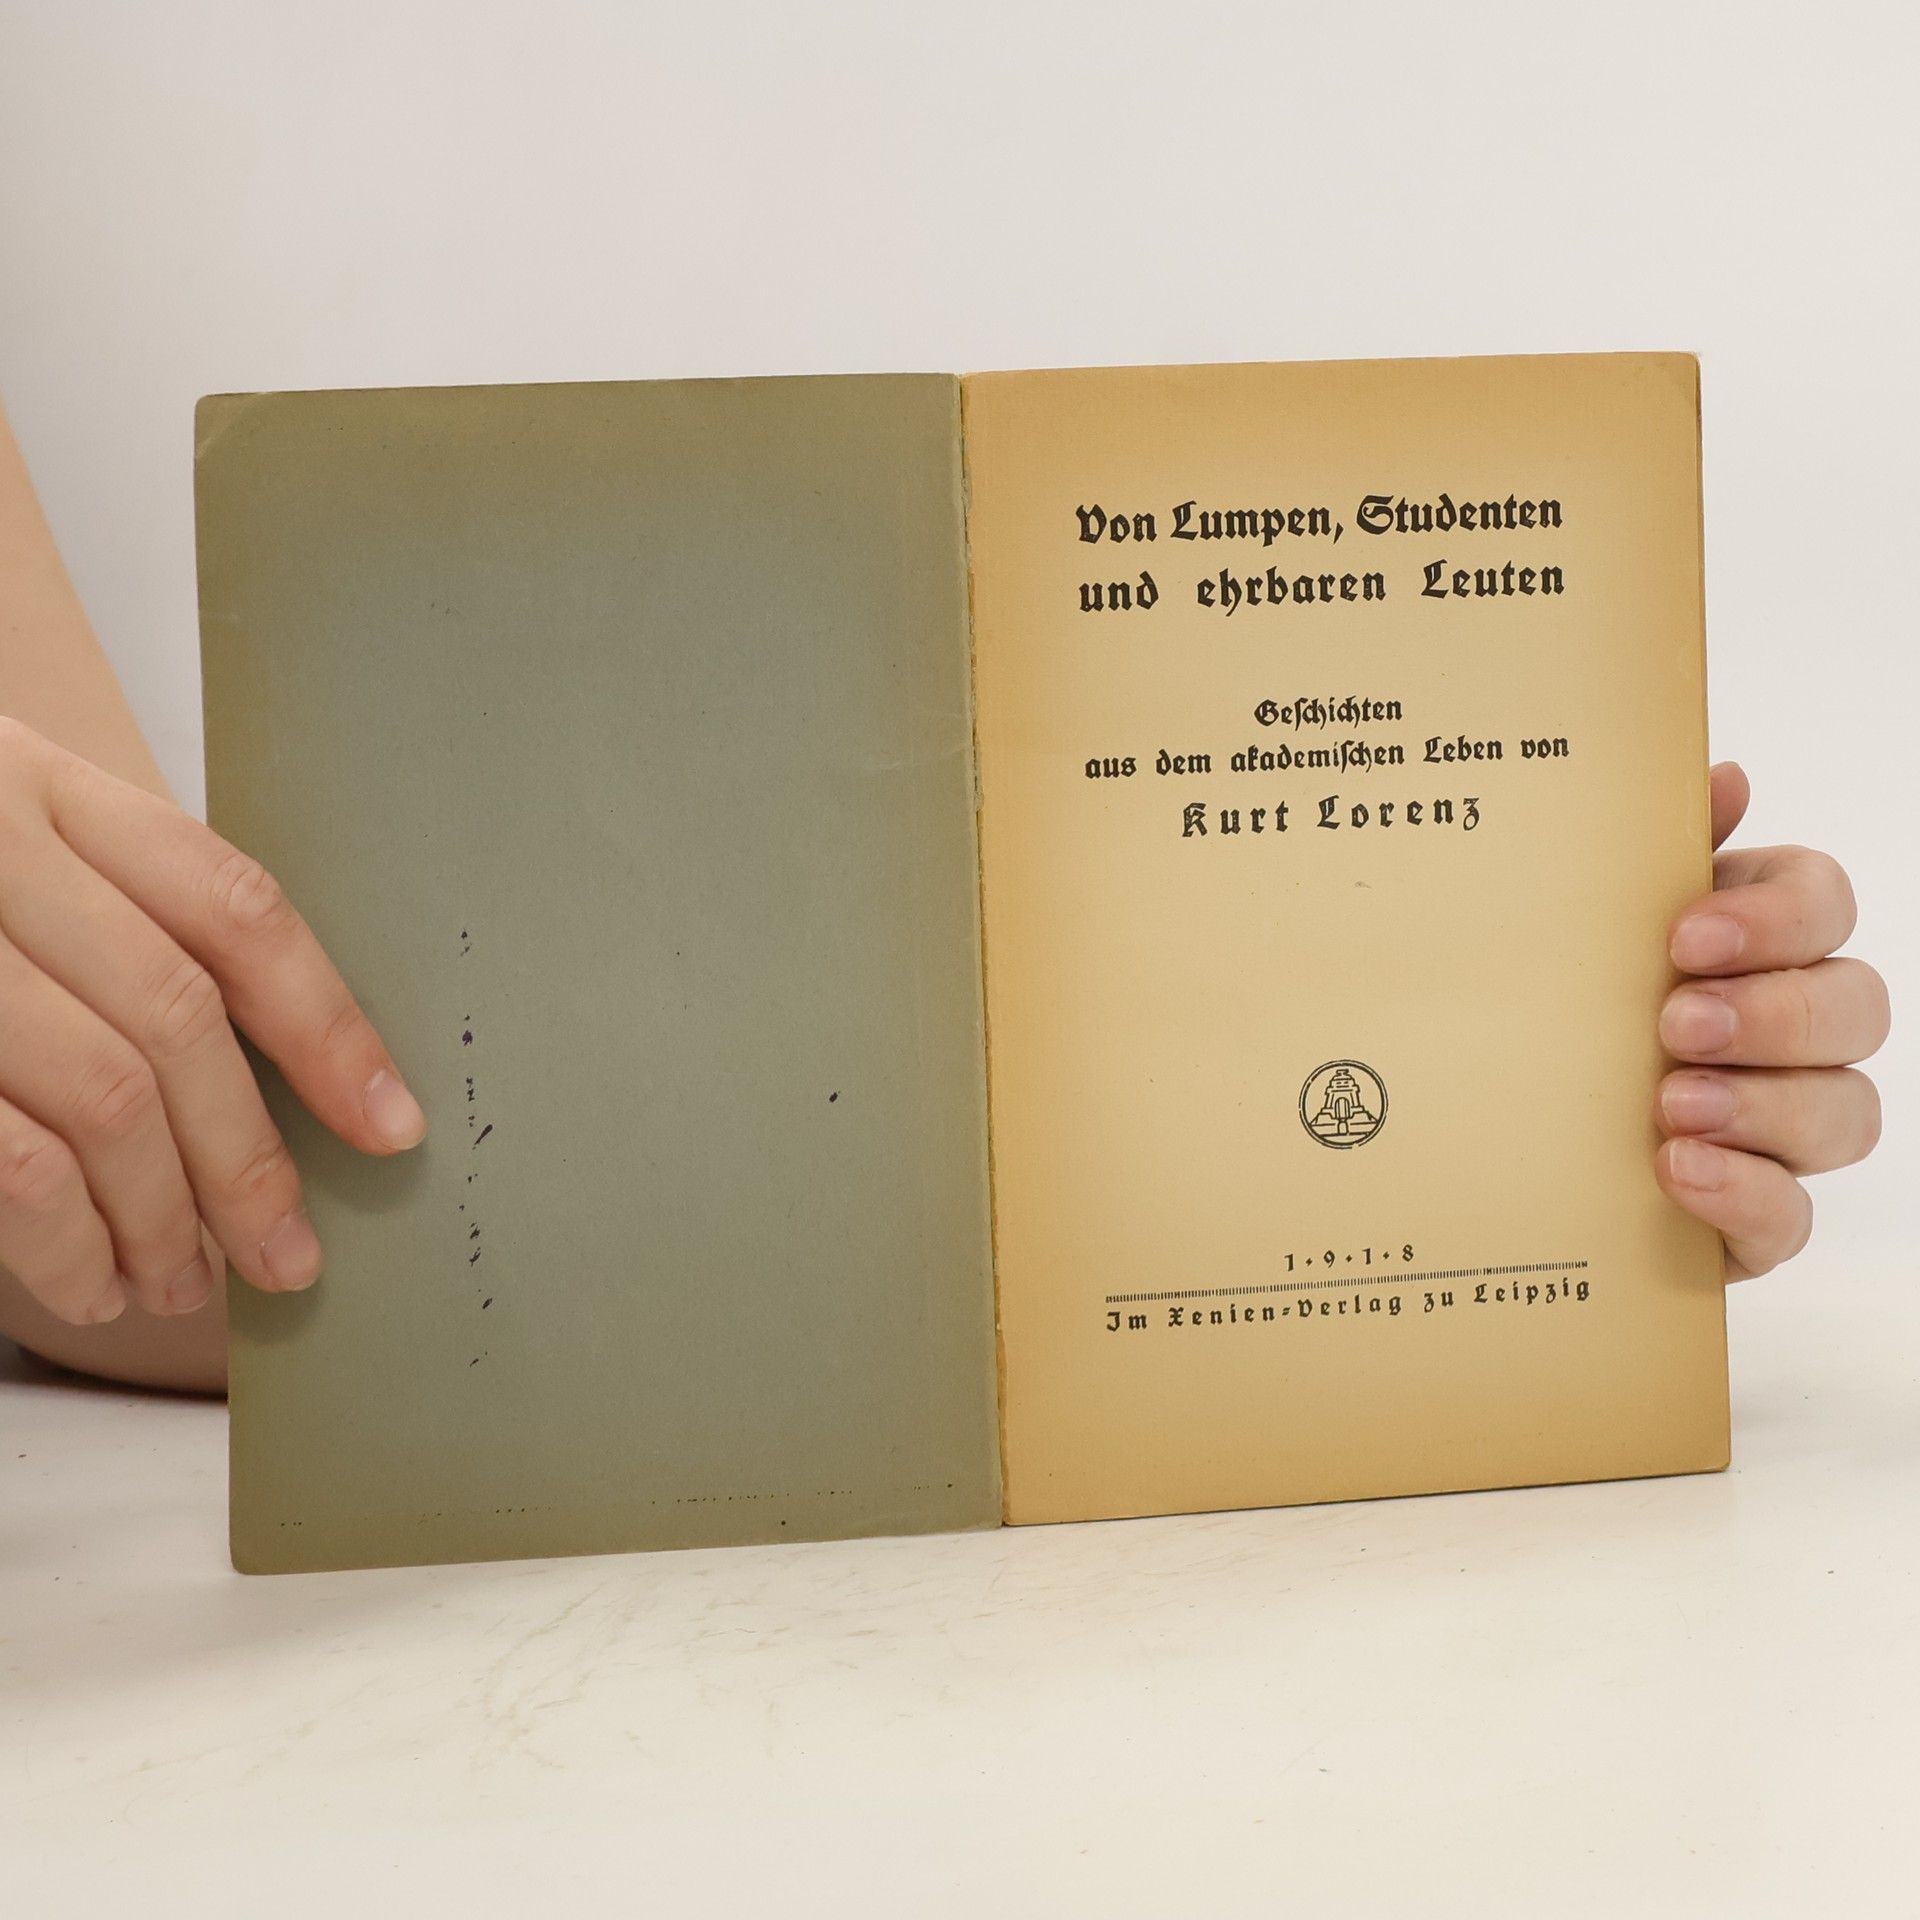 Von Lumpen, Studenten
und ehrbaren Leuten
Geſchichten
aus dem akademiſchen Leben von
Kurt Lorenz
1·9·1·8
Im Xenien-Verlag zu Leipzig